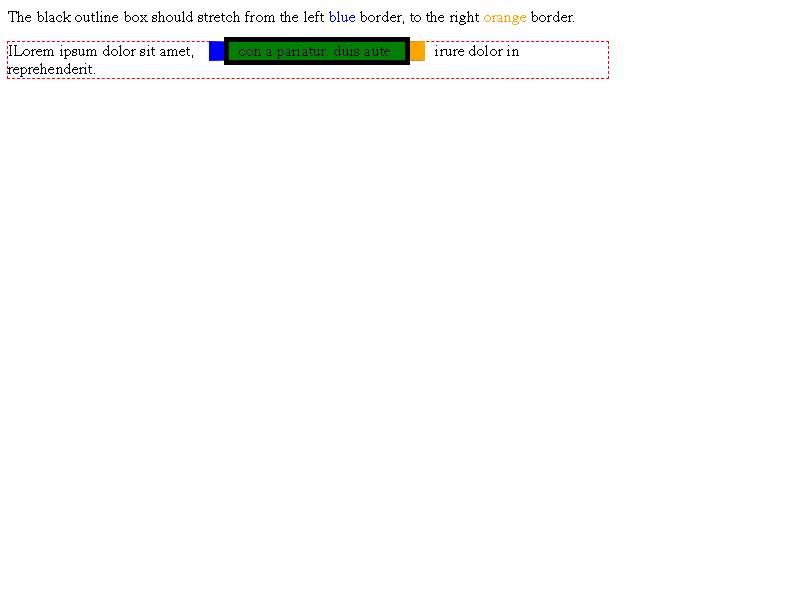 The black outline box should stretch from the left blue border, to the right orange border.
ILorem ipsum dolor sit amet, con a pariatur. duis aute irure dolor in
reprehenderit.